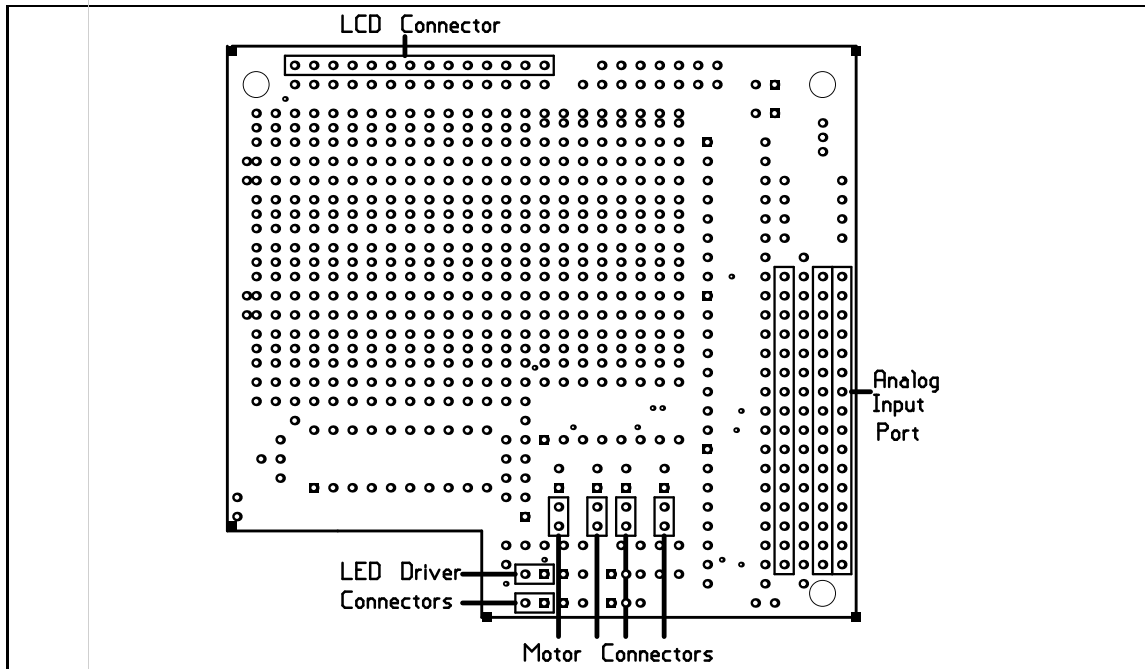 LCD Connector
Analog
Input
Port
LED Driver
Connectors
Motor Connectors